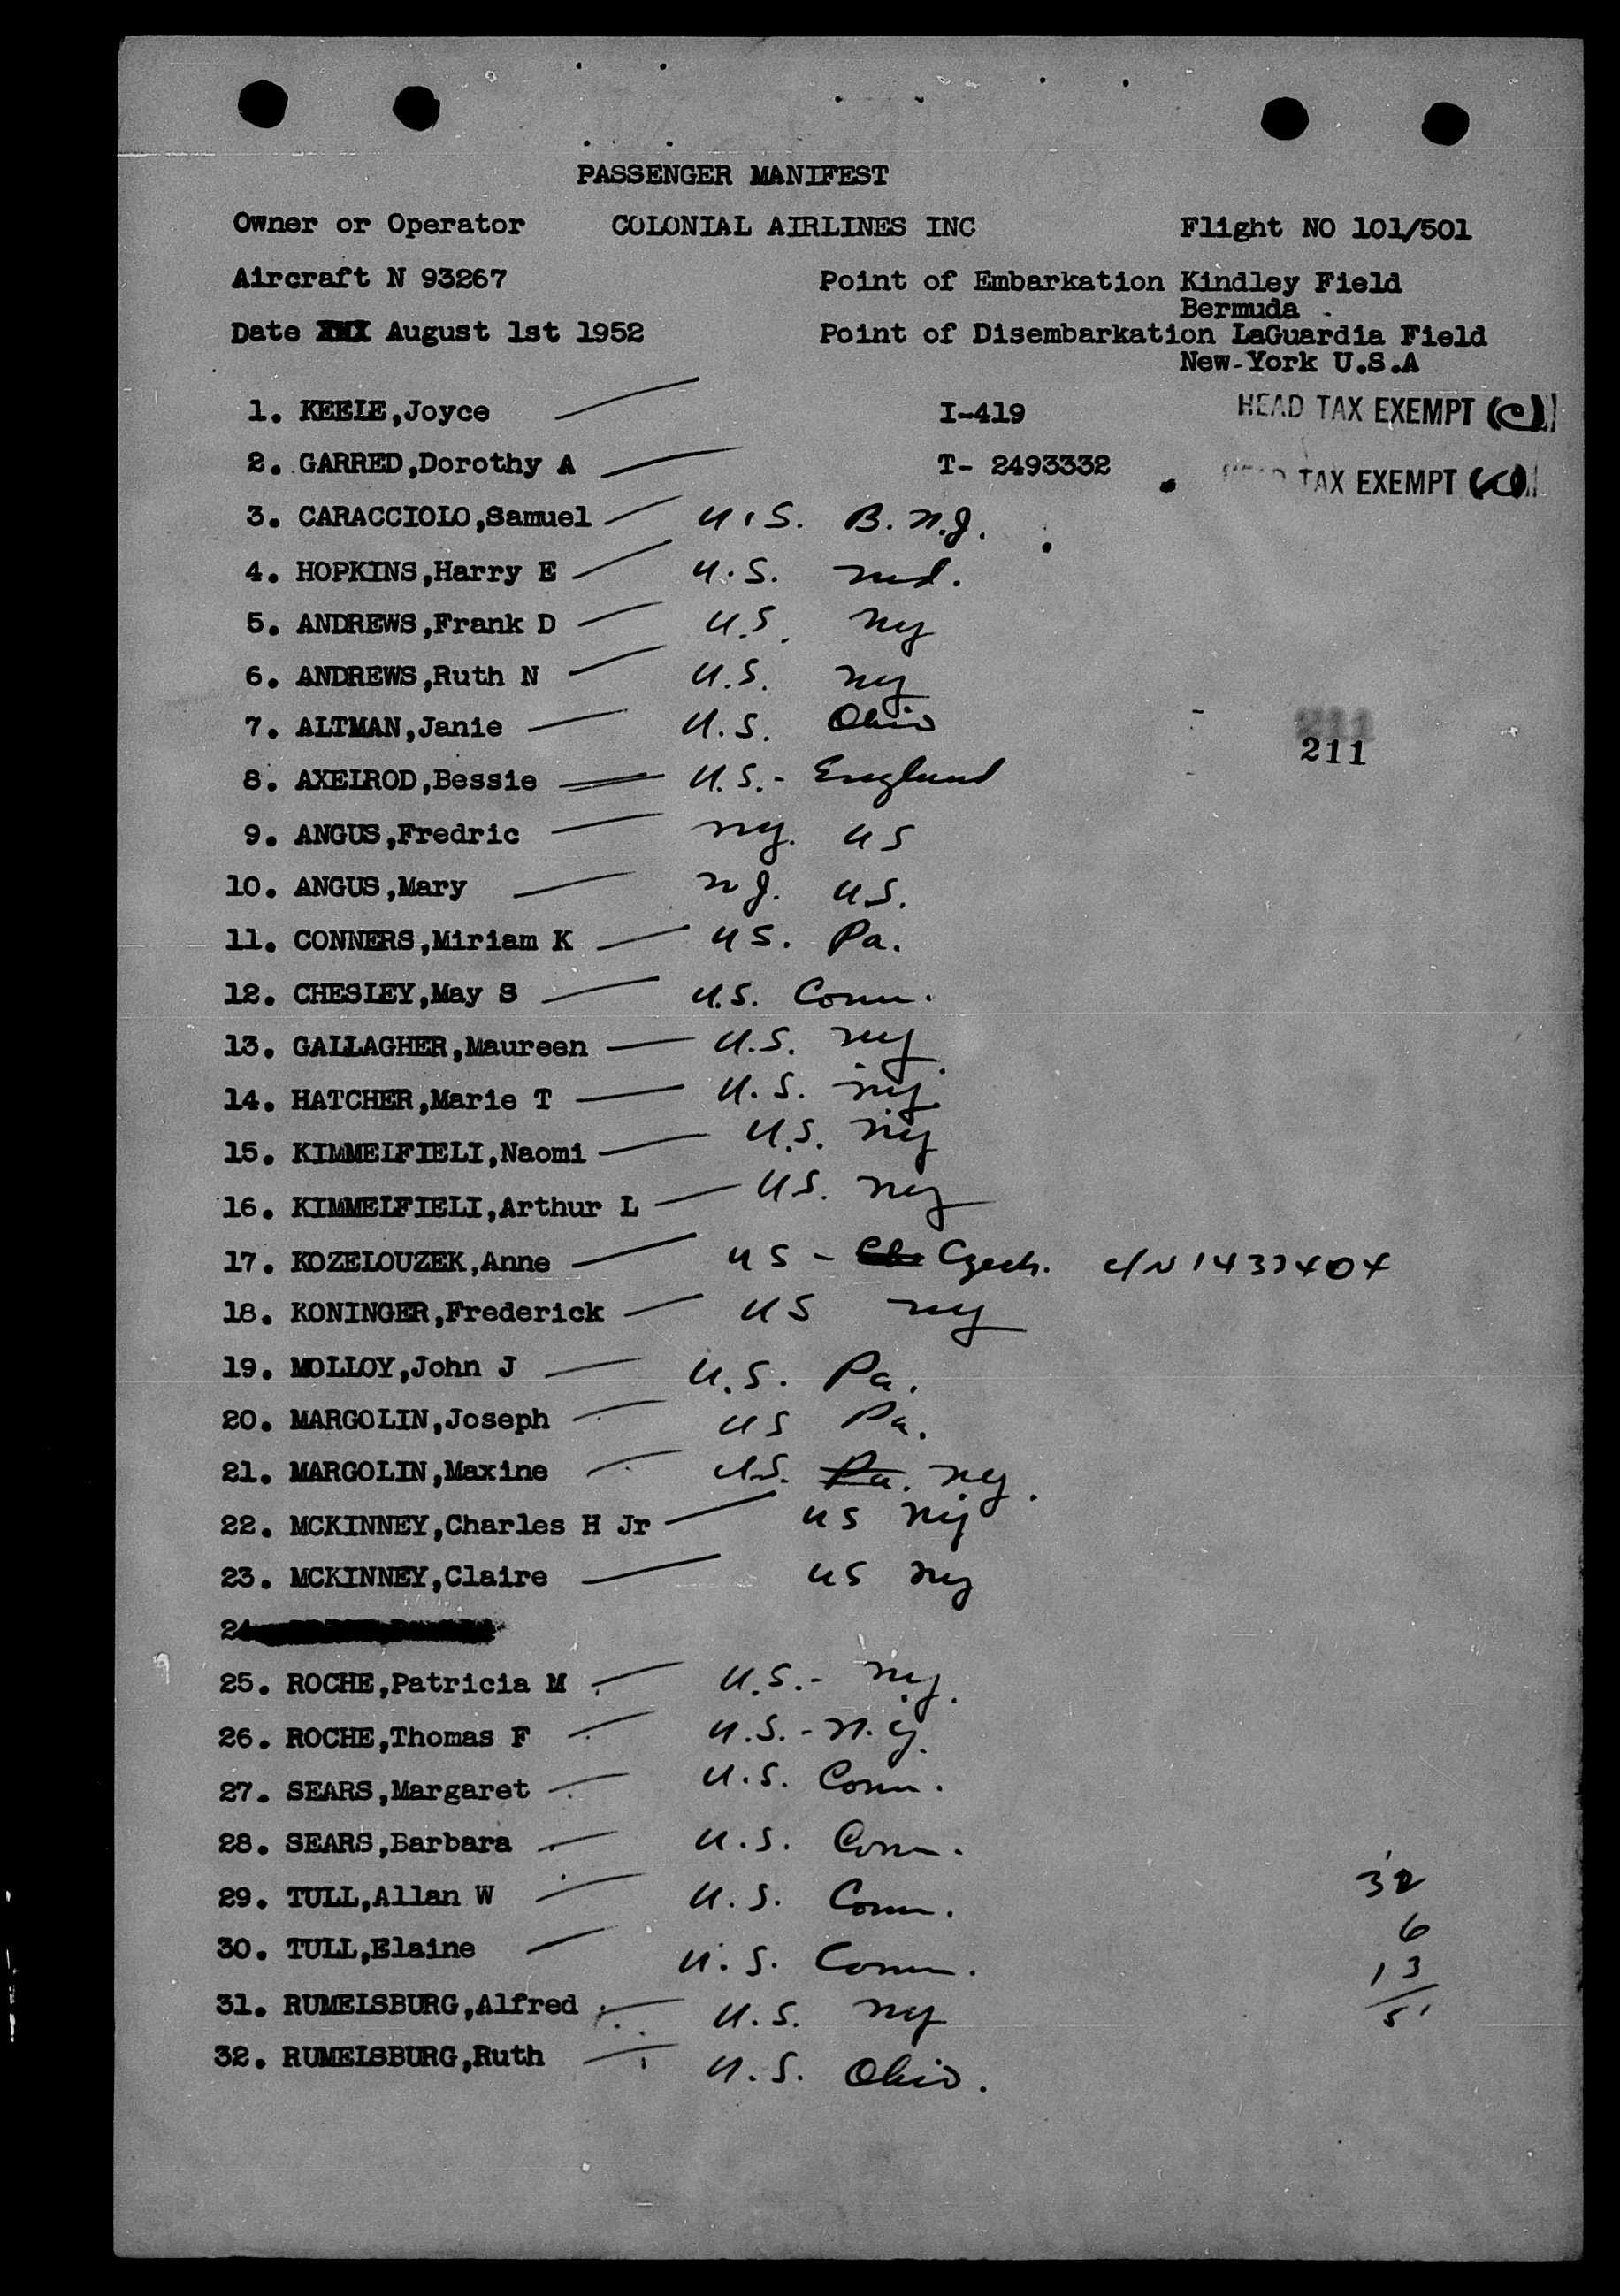 PASSENGER MANIFEST
Owner or Operator COLONIAL AIRLINES INC Flight NO 101/501
Aircraft N 93267 Point of Embarkation Kindley Field
Bermuda
Date August 1st 1952 Point of Disembarkation LaGuardia Field
New-York U.S.A
1. KEELE,Joyce I-419 HEAD TAX EXEMPT (C)
2. GARRED,Dorothy A T- 2493332 TAX EXEMPT
3. CARACCIOLO,Samuel U.S. B. N.J.
4. HOPKINS,Harry E U.S. Md.
5. ANDREWS,Frank D U.S. NY
6. ANDREWS,Ruth N U.S. NY
7. ALTMAN,Janie U.S. Ohio
211
211
8. AXELROD,Bessie U.S.- England
9. ANGUS,Fredric NY. US
10. ANGUS,Mary NJ. U.S.
11. CONNERS,Miriam K US. Pa.
12. CHESLEY,May S U.S. Conn.
13. GALLAGHER,Maureen U.S. NY
14. HATCHER,Marie T U.S. NY
15. KIMMELFIELI,Naomi U.S. NY
16. KIMMELFIELI,Arthur L US. NY
17. KOZELOUZEK,Anne US - Czech. C/N
18. KONINGER,Frederick US NY
19. MOLLOY,John J U.S. Pa.
20. MARGOLIN,Joseph US Pa.
21. MARGOLIN,Maxine U.S. Pa. NY.
22. MCKINNEY,Charles H Jr US NY
23. MCKINNEY,Claire US NY
25. ROCHE,Patricia M U.S.- NY.
26. ROCHE,Thomas F U.S.-N.Y.
27. SEARS,Margaret U.S. Conn.
28. SEARS,Barbara U.S. Conn.
29. TULL,Allan W U.S. Conn. 32
30. TULL,Elaine U.S. Conn. 6
13
31. RUMELSBURG,Alfred U.S. NY 51
32. RUMELSBURG,Ruth U.S. Ohio.